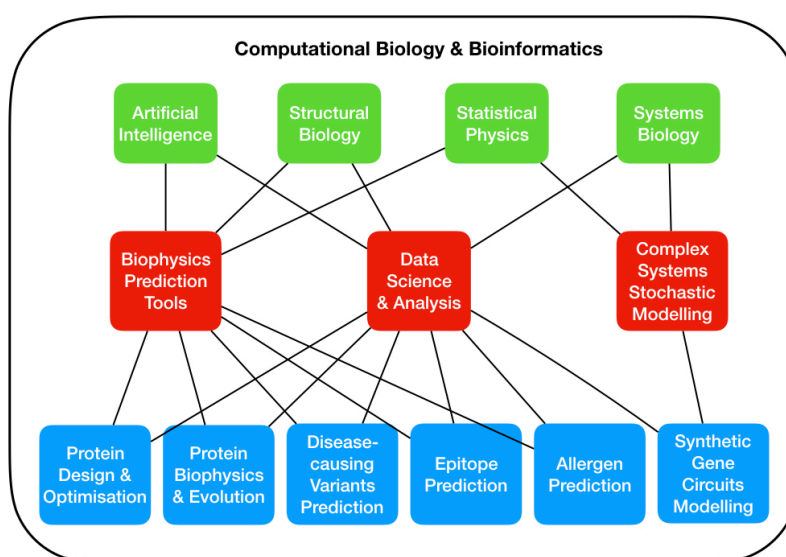 Computational Biology & Bioinformatics
Artificial
Intelligence
Structural
Biology
Statistical
Physics
Systems
Biology
Biophysics
Prediction
Tools
Data
Science
& Analysis
Complex
Systems
Stochastic
Modelling
Protein
Design &
Optimisation
Protein
Biophysics
& Evolution
Disease-
causing
Variants
Prediction
Epitope
Prediction
Allergen
Prediction
Synthetic
Gene
Circuits
Modelling